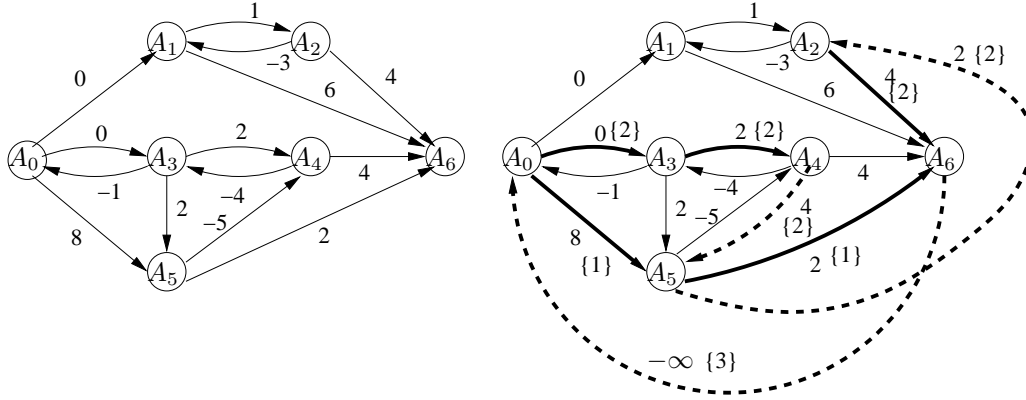 1
A₁
A₂
−3
0
4
6
0
2
A₀
A₃
A₄
A₆
−1
−4
4
2
−5
8
2
A₅
1
A₁
A₂
−3
2 {2}
0
4
{2}
6
0 {2}
2 {2}
A₀
A₃
A₄
A₆
−1
−4
4
2
−5
4
{2}
8
{1}
2 {1}
A₅
−∞ {3}